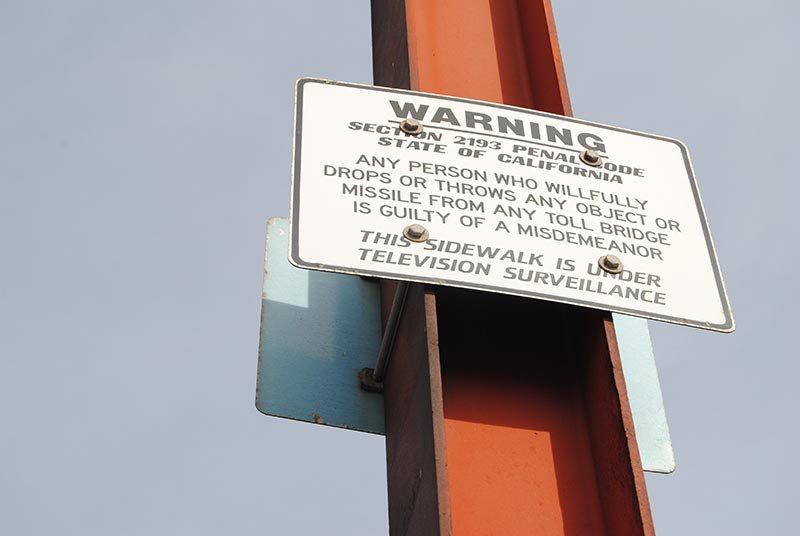 WARNING
SECTION 2193 PENAL CODE
STATE OF CALIFORNIA
ANY PERSON WHO WILLFULLY
DROPS OR THROWS ANY OBJECT OR
MISSILE FROM ANY TOLL BRIDGE
IS GUILTY OF A MISDEMEANOR
THIS SIDEWALK IS UNDER
TELEVISION SURVEILLANCE